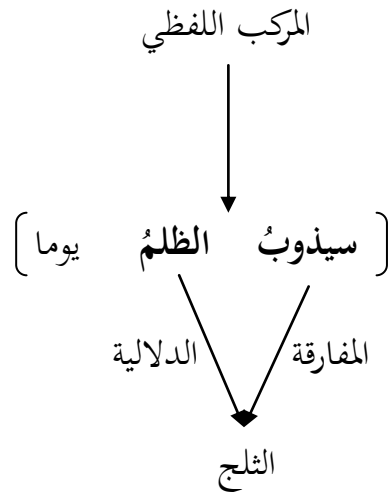 المركب اللفظي
[سيذوبُ الظلمُ يوما]
المفارقة الدلالية
الثلج